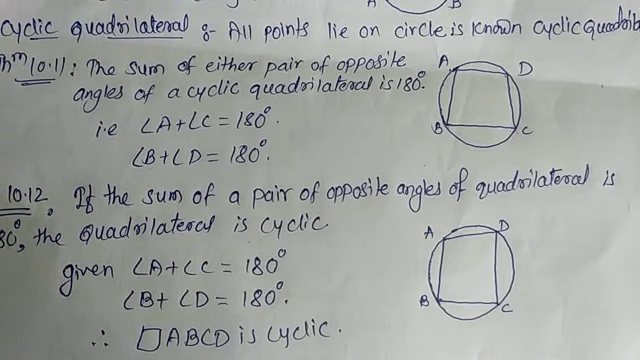 A B
Cyclic quadrilateral :- All points lie on circle is known cyclic quadrib
Thm 10.11: The sum of either pair of opposite
angles of a cyclic quadrilateral is 180°.
i.e ∠A+∠C = 180°.
∠B+∠D = 180°.
A D
B C
10.12. If the sum of a pair of opposite angles of quadrilateral is
80°, the quadrilateral is cyclic
given ∠A+∠C = 180°
∠B+ ∠D = 180°.
∴ □ABCD is cyclic.
A D
B C